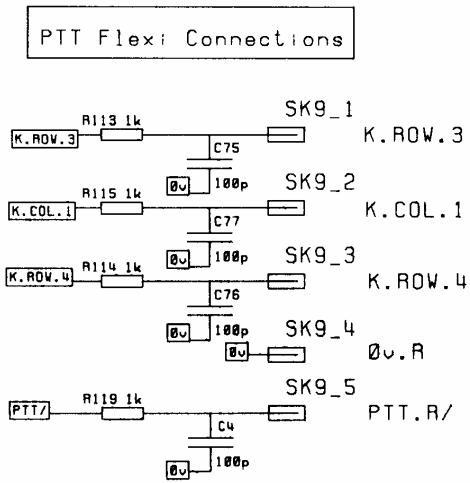 PTT Flexi Connections
SK9_1
R113 1k
K.ROW.3
K.ROW.3
C75
0v
100p
SK9_2
R115 1k
K.COL.1
K.COL.1
C77
0v
100p
SK9_3
R114 1k
K.ROW.4
K.ROW.4
C76
0v
100p
SK9_4
0v
0v.R
SK9_5
R119 1k
PTT/
PTT.R/
C4
0v
100p